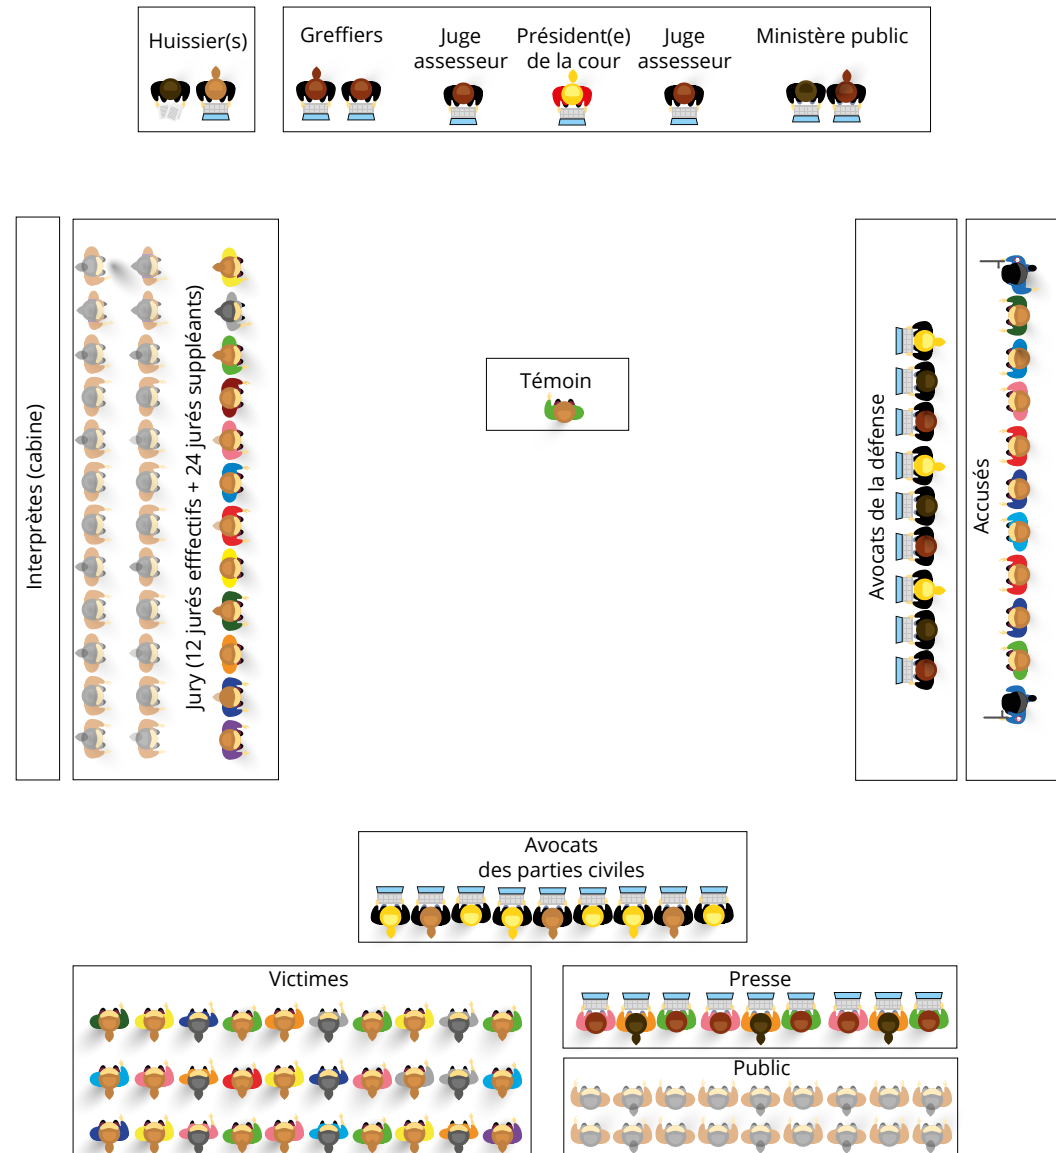 Huissier(s)
Greffiers
Juge
assesseur
Président(e)
de la cour
Juge
assesseur
Ministère public
Interprètes (cabine)
Jury (12 jurés efffectifs + 24 jurés suppléants)
Témoin
Avocats de la défense
Accusés
Avocats
des parties civiles
Victimes
Presse
Public